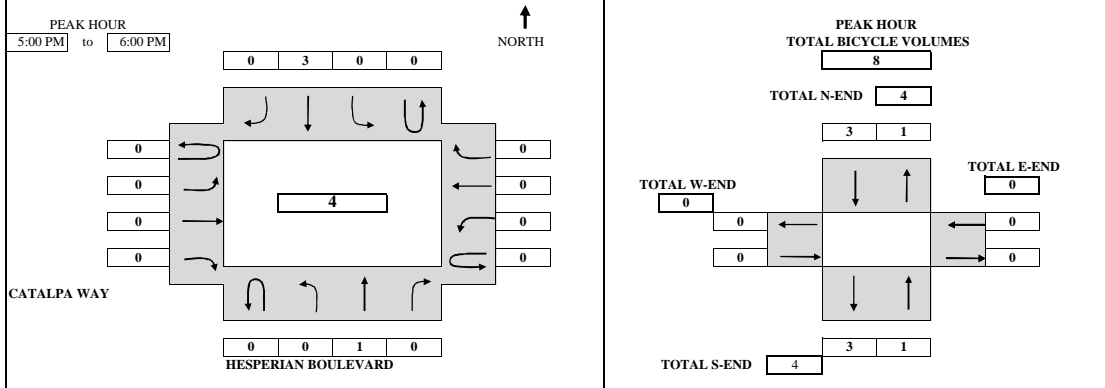 PEAK HOUR
5:00 PM to 6:00 PM
NORTH
0 3 0 0
0
0
0
0
4
0
0
0
0
CATALPA WAY
0 0 1 0
HESPERIAN BOULEVARD
PEAK HOUR
TOTAL BICYCLE VOLUMES
8
TOTAL N-END 4
3 1
TOTAL W-END
0
TOTAL E-END
0
0 0
0 0
3 1
TOTAL S-END 4